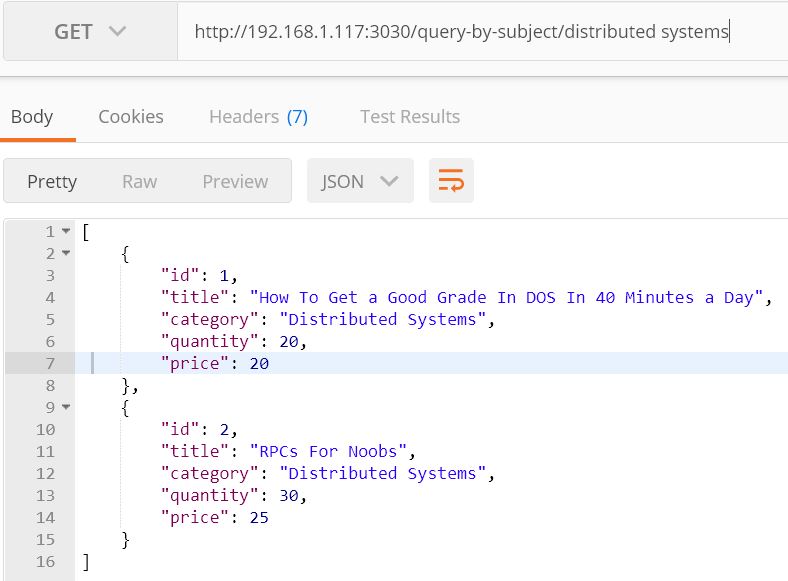 GET http://192.168.1.117:3030/query-by-subject/distributed systems
Body Cookies Headers (7) Test Results
Pretty Raw Preview JSON
1 [
2 {
3 "id": 1,
4 "title": "How To Get a Good Grade In DOS In 40 Minutes a Day",
5 "category": "Distributed Systems",
6 "quantity": 20,
7 "price": 20
8 },
9 {
10 "id": 2,
11 "title": "RPCs For Noobs",
12 "category": "Distributed Systems",
13 "quantity": 30,
14 "price": 25
15 }
16 ]